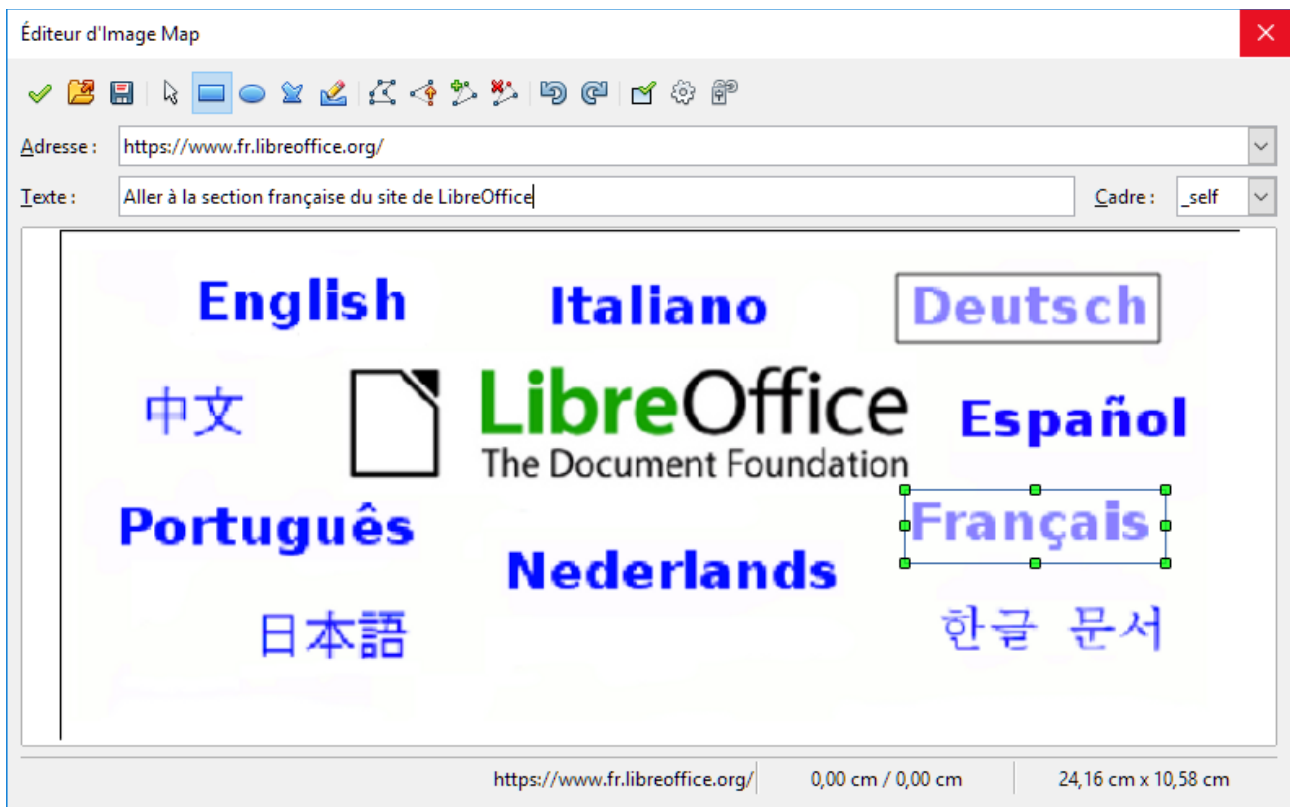 Éditeur d'Image Map
Adresse : https://www.fr.libreoffice.org/
Texte : Aller à la section française du site de LibreOffice Cadre : _self
English Italiano Deutsch
中文 LibreOffice Español
The Document Foundation
Português Français
Nederlands
日本語 한글 문서
https://www.fr.libreoffice.org/ 0,00 cm / 0,00 cm 24,16 cm x 10,58 cm